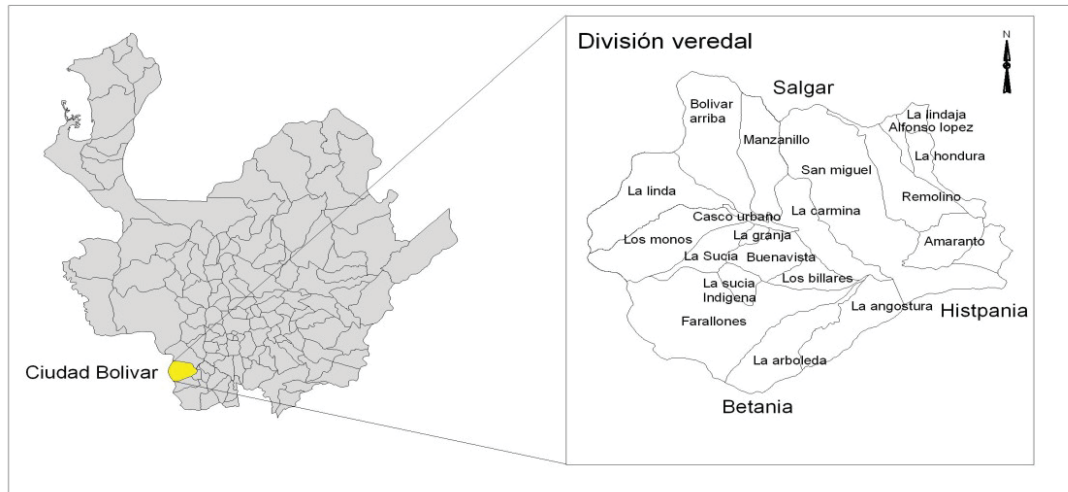 División veredal
N
Salgar
Bolivar
arriba
Manzanillo
La lindaja
Alfonso lopez
La hondura
San miguel
La linda
Remolino
Casco urbano
La carmina
Los monos
La granja
Amaranto
La Sucia
Buenavista
La sucia
Indigena
Los billares
La angostura
Histpania
Farallones
La arboleda
Betania
Ciudad Bolivar